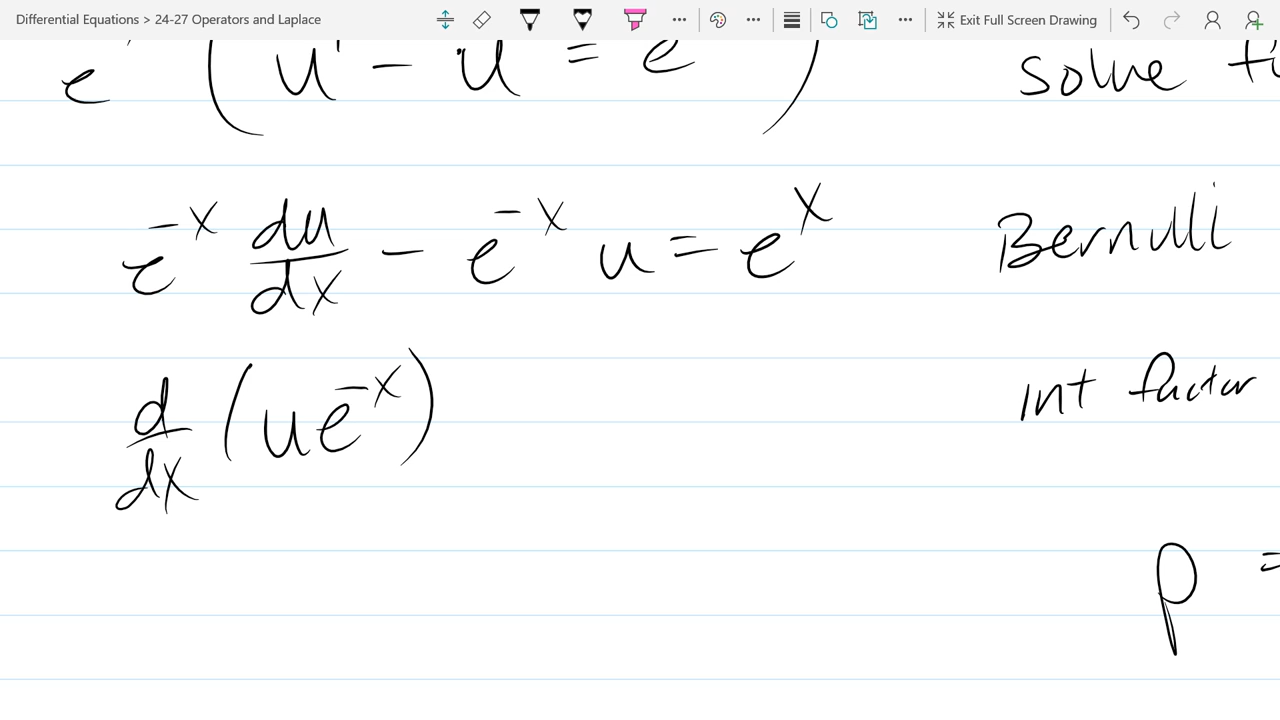 Differential Equations > 24-27 Operators and Laplace
Exit Full Screen Drawing
e ( u' - u = e )
solve
e^{-x} du/dx - e^{-x} u = e^x
Bernulli
d/dx (ue^{-x})
int factor
ρ =